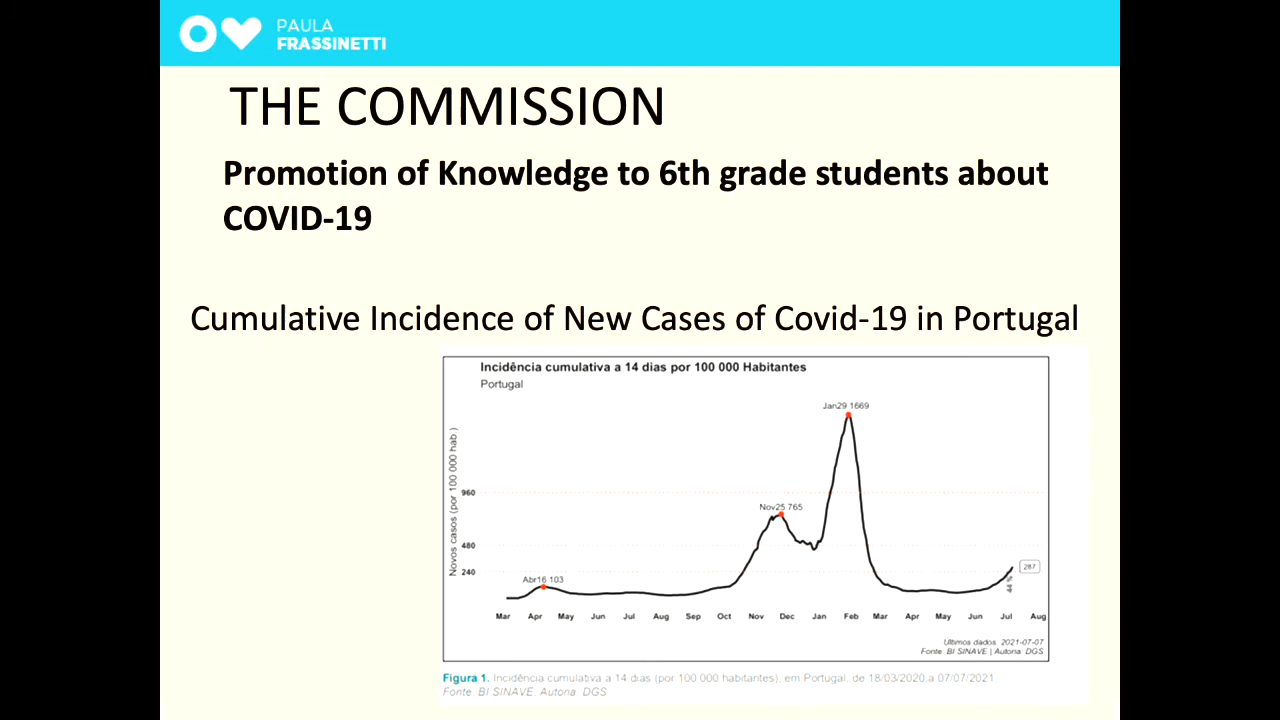 PAULA
FRASSINETTI
THE COMMISSION
Promotion of Knowledge to 6th grade students about
COVID-19
Cumulative Incidence of New Cases of Covid-19 in Portugal
Incidência cumulativa a 14 dias por 100 000 Habitantes
Portugal
Jan29 1669
Novos casos (por 100 000 hab.)
960
Nov25 765
480
240
Abr16 103
287
44 %
Mar Apr May Jun Jul Aug Sep Oct Nov Dec Jan Feb Mar Apr May Jun Jul Aug
Ultimos dados. 2021-07-07
Fonte. BI SINAVE | Autoria. DGS
Figura 1. Incidência cumulativa a 14 dias (por 100 000 habitantes), em Portugal, de 18/03/2020 a 07/07/2021
Fonte. BI SINAVE. Autoria. DGS